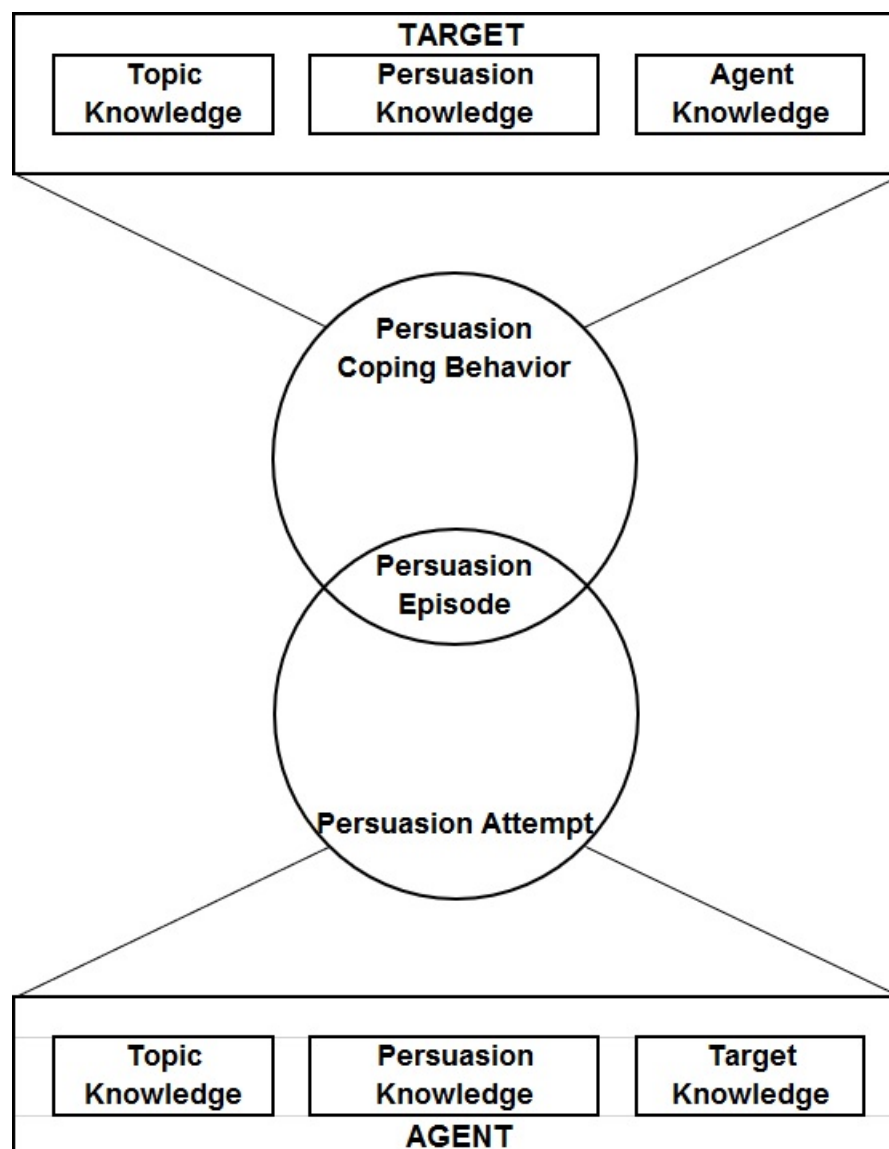 TARGET
Topic
Knowledge
Persuasion
Knowledge
Agent
Knowledge
Persuasion
Coping Behavior
Persuasion
Episode
Persuasion Attempt
Topic
Knowledge
Persuasion
Knowledge
Target
Knowledge
AGENT